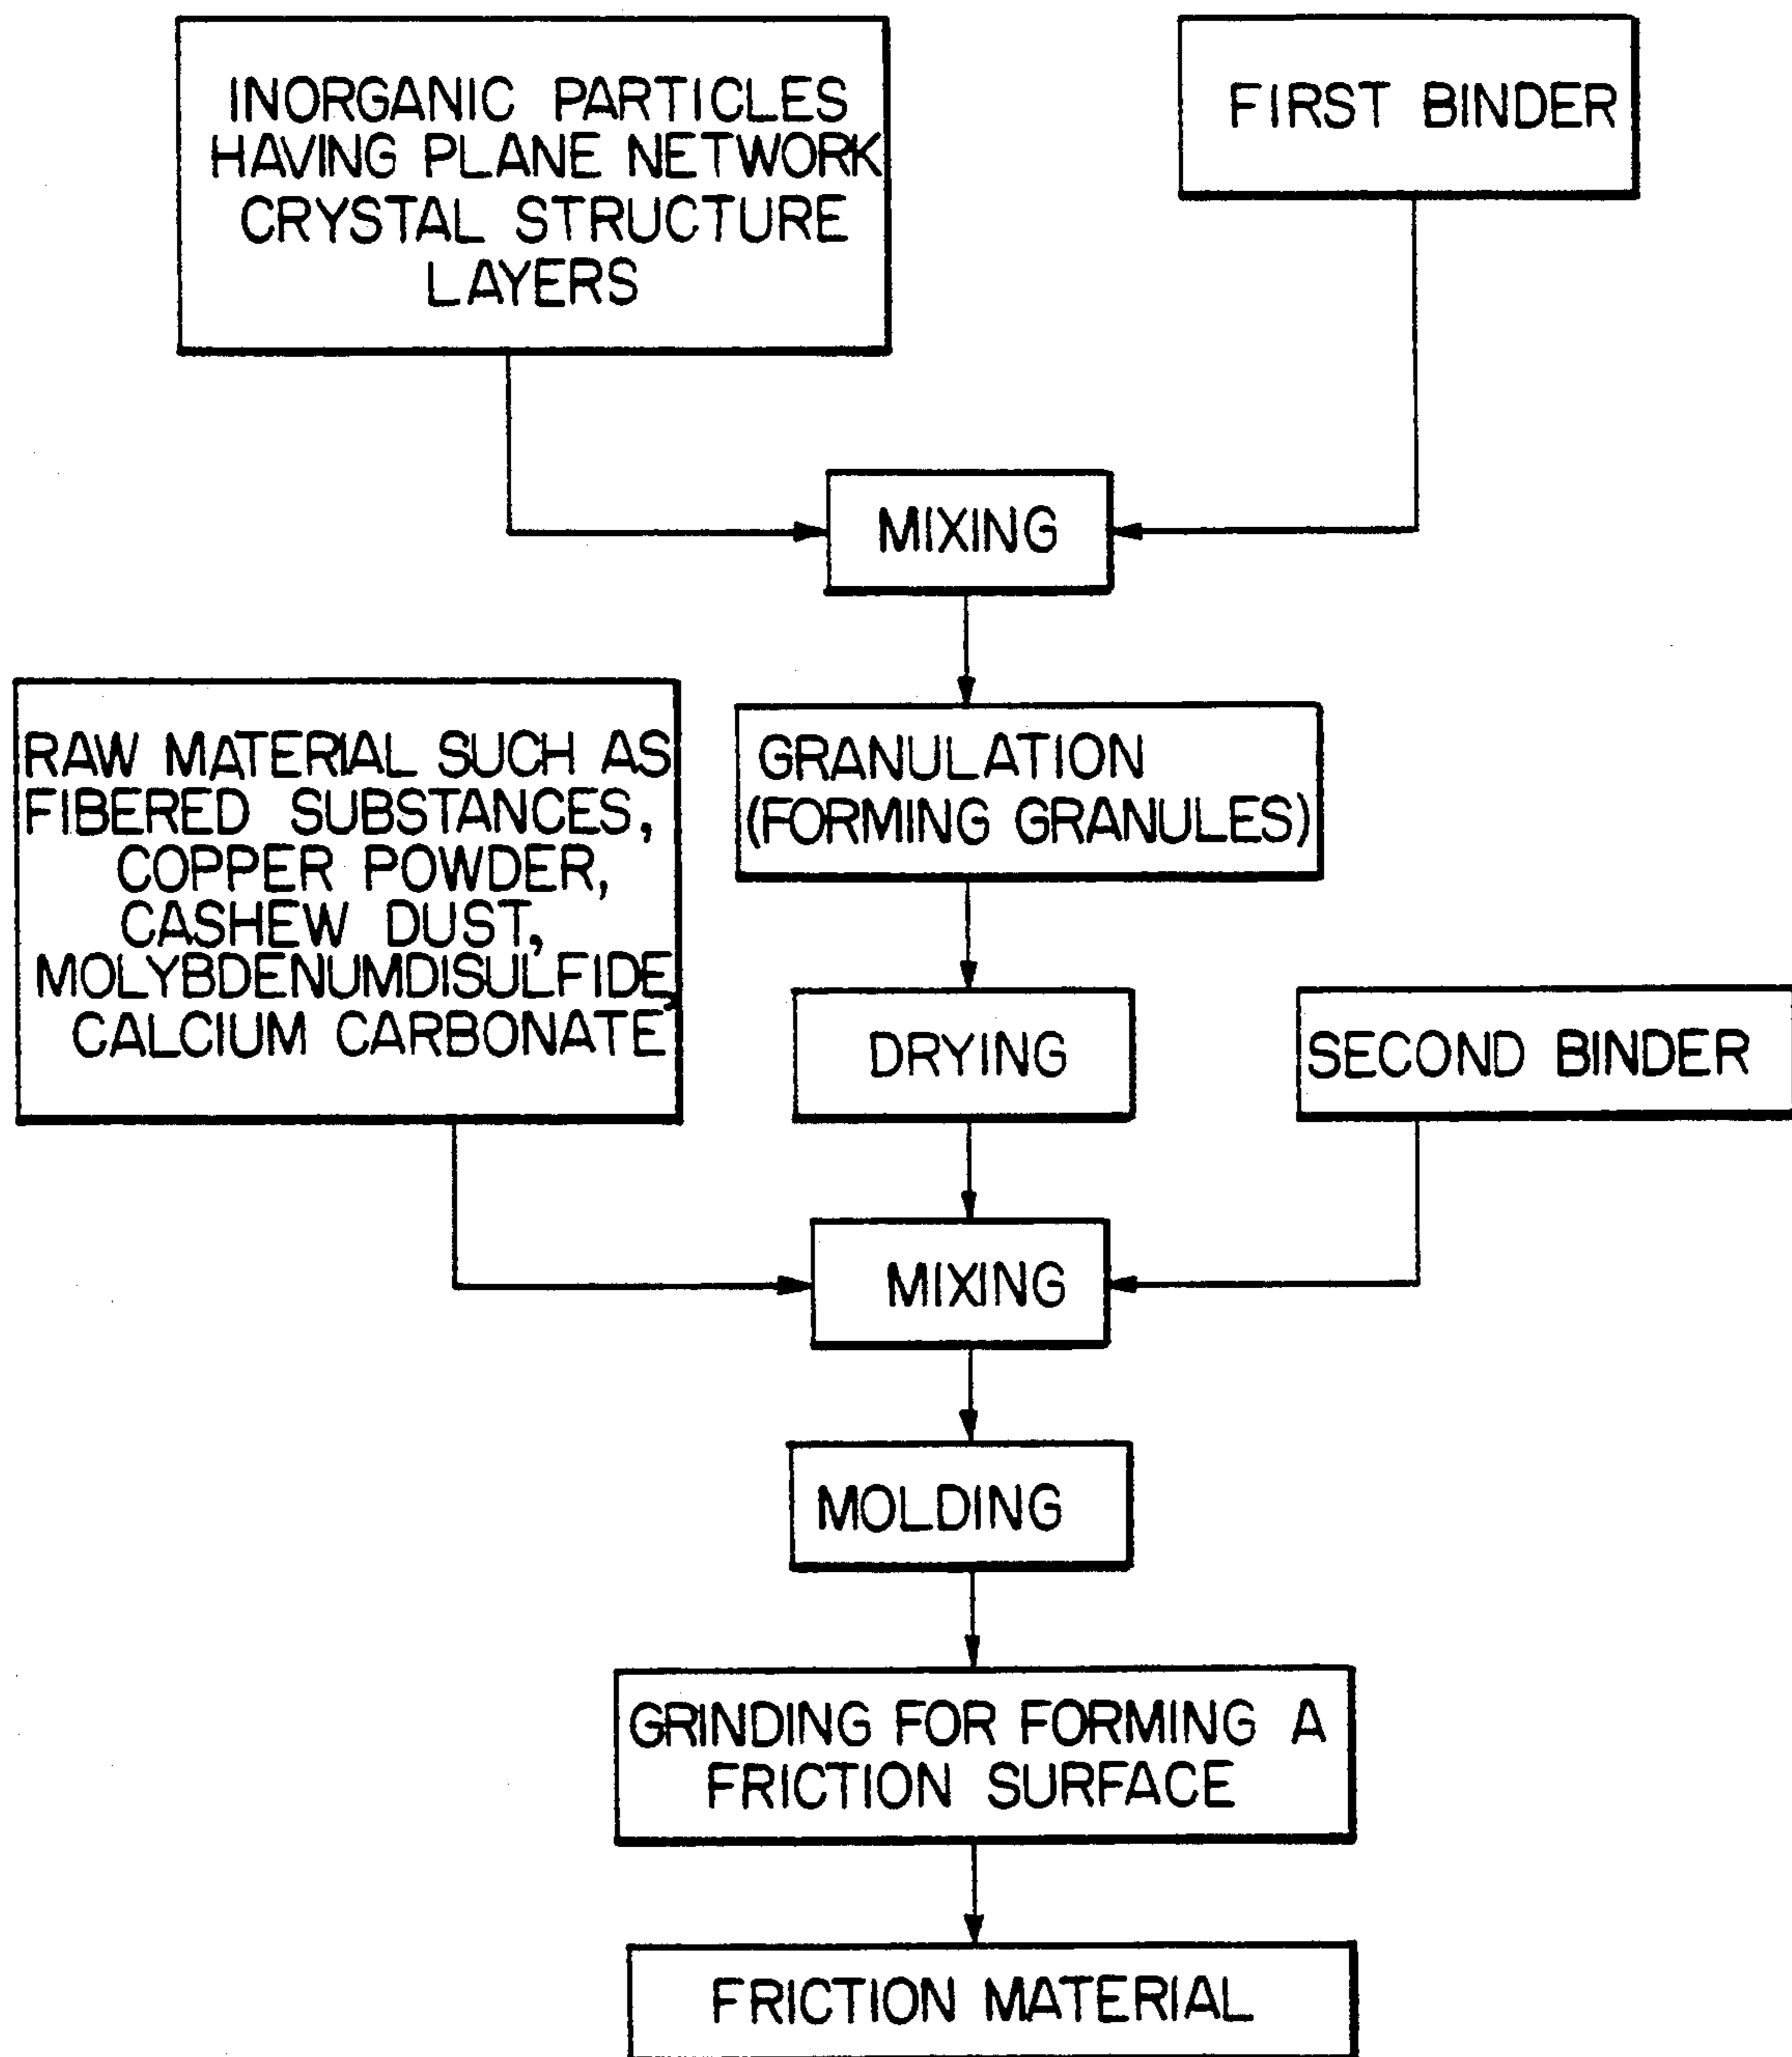 INORGANIC PARTICLES
HAVING PLANE NETWORK
CRYSTAL STRUCTURE
LAYERS
FIRST BINDER
MIXING
RAW MATERIAL SUCH AS
FIBERED SUBSTANCES,
COPPER POWDER,
CASHEW DUST,
MOLYBDENUMDISULFIDE,
CALCIUM CARBONATE
GRANULATION
(FORMING GRANULES)
DRYING
SECOND BINDER
MIXING
MOLDING
GRINDING FOR FORMING A
FRICTION SURFACE
FRICTION MATERIAL